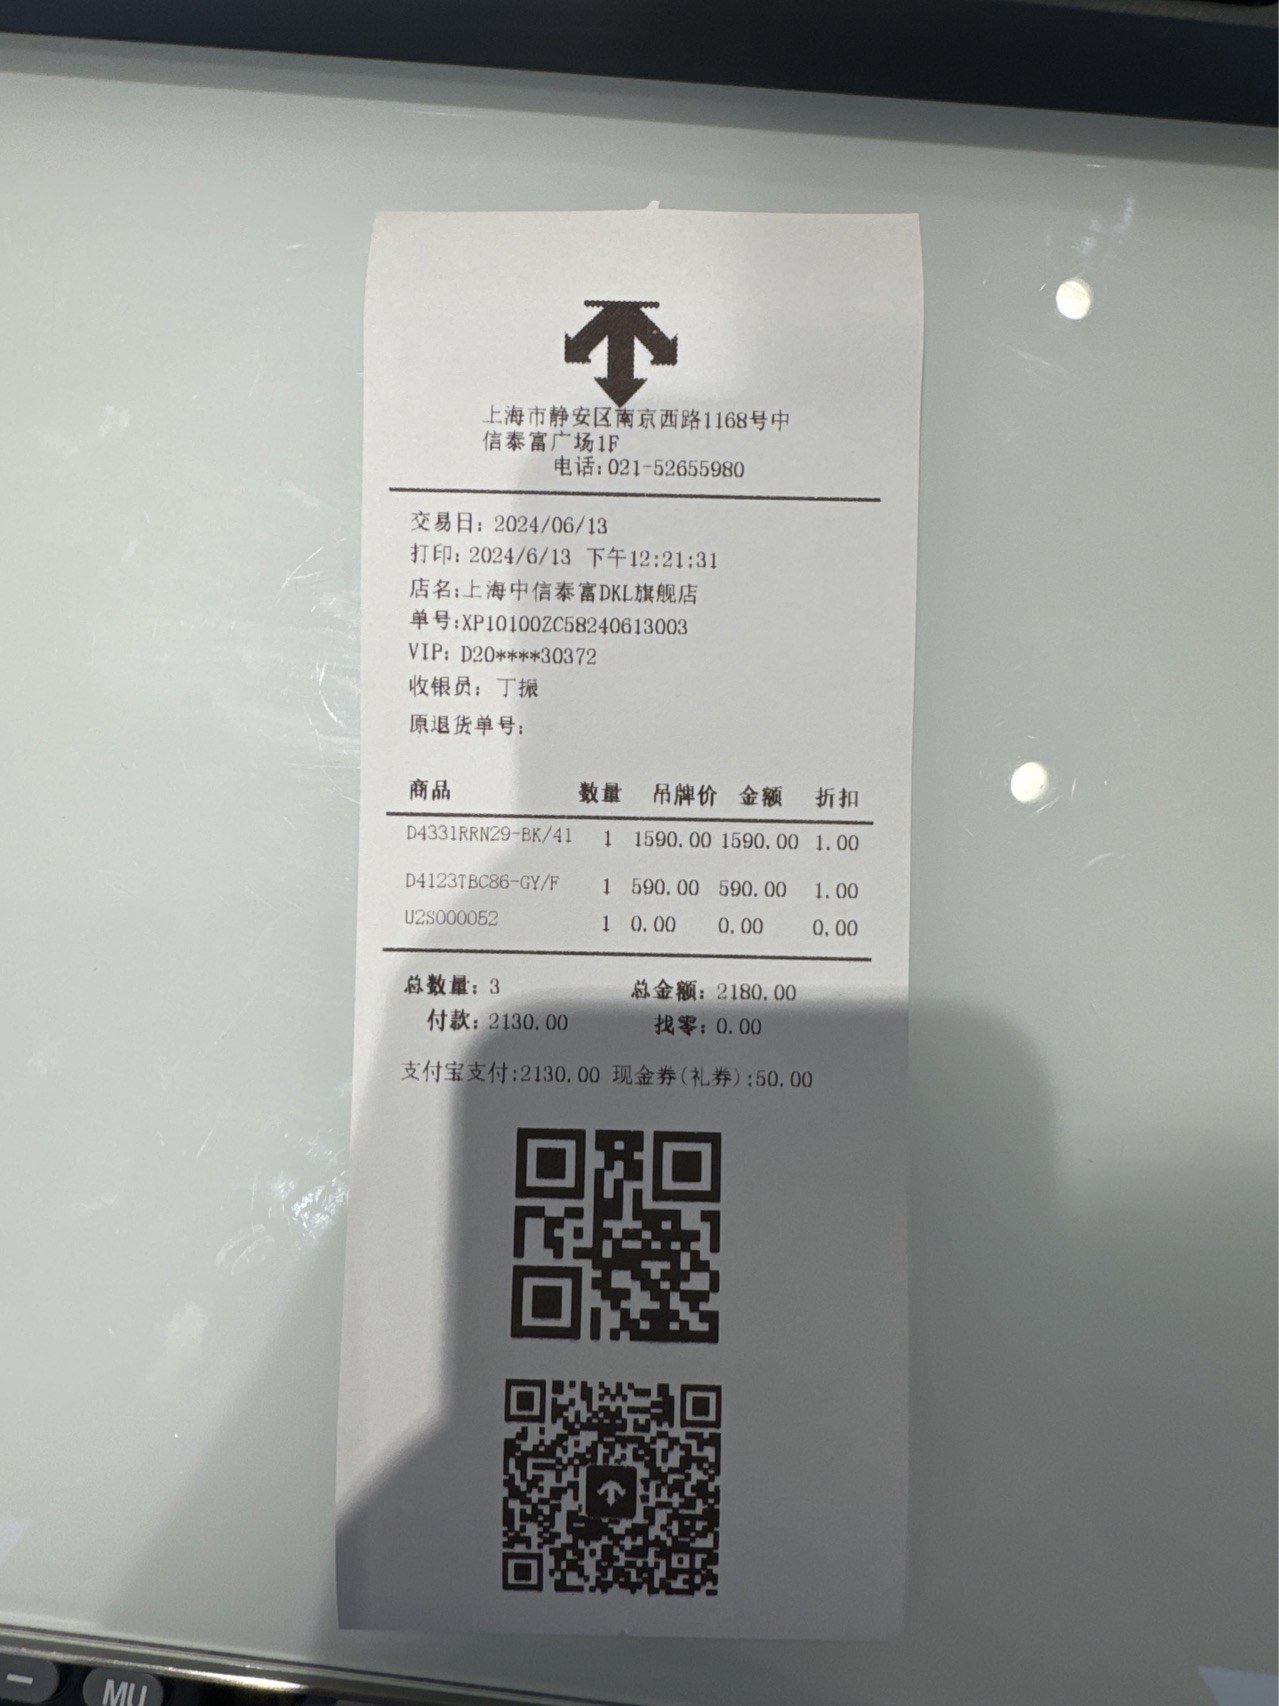 上海市静安区南京西路1168号中
信泰富广场1F
电话:021-52655980
交易日: 2024/06/13
打印: 2024/6/13 下午12:21:31
店名:上海中信泰富DKL旗舰店
单号:XP10100ZC58240613003
VIP: D20****30372
收银员: 丁振
原退货单号:
商品 数量 吊牌价 金额 折扣
D4331RRN29-BK/41 1 1590.00 1590.00 1.00
D4123TBC86-GY/F 1 590.00 590.00 1.00
U2S000052 1 0.00 0.00 0.00
总数量: 3 总金额: 2180.00
付款: 2130.00 找零: 0.00
支付宝支付:2130.00 现金券(礼券):50.00
MU